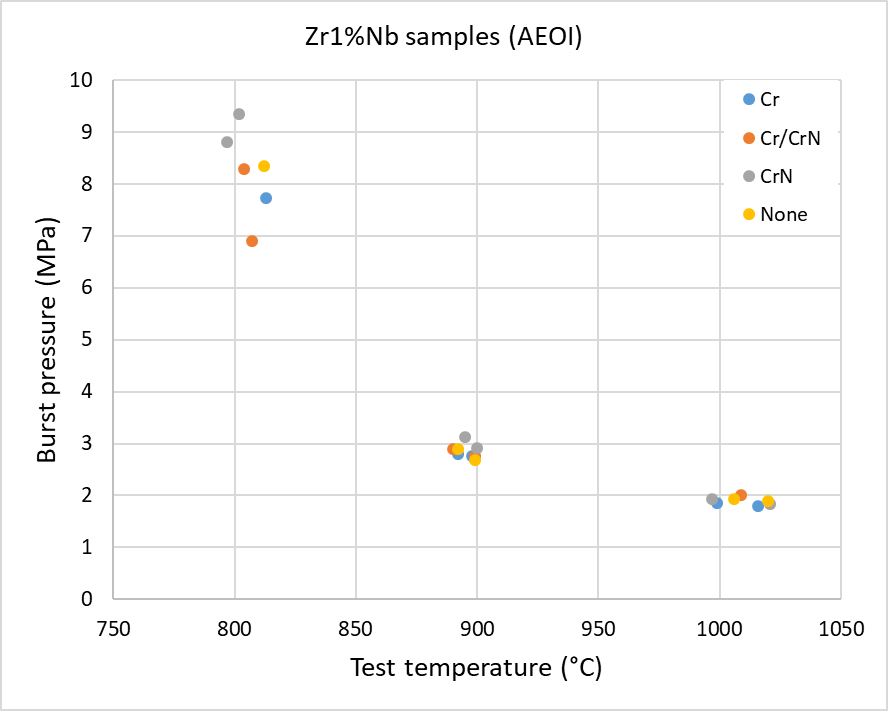 Zr1%Nb samples (AEOI)
Burst pressure (MPa)
10
9
8
7
6
5
4
3
2
1
0
Cr
Cr/CrN
CrN
None
750 800 850 900 950 1000 1050
Test temperature (°C)